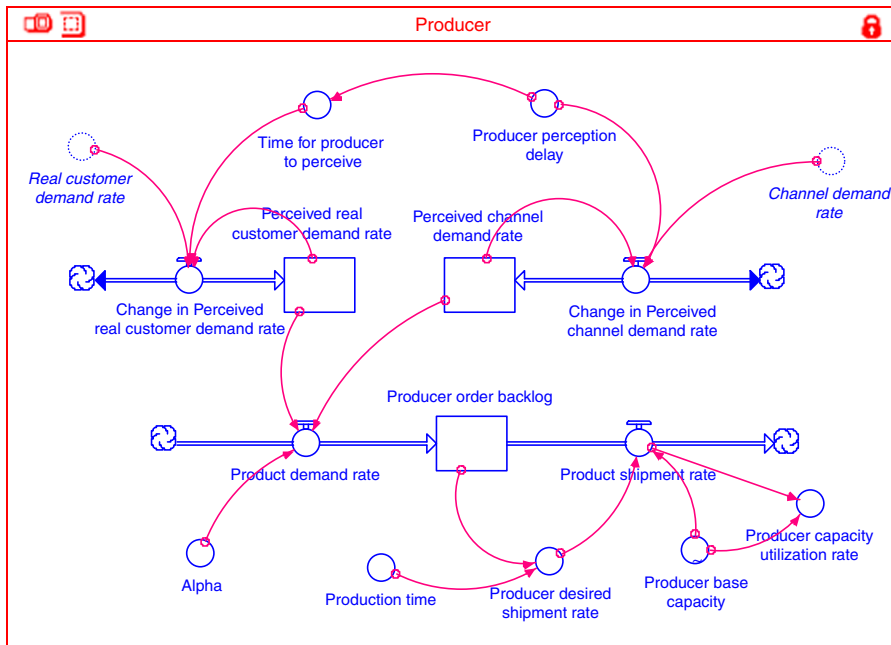 Producer
Time for producer
to perceive
Producer perception
delay
Real customer
demand rate
Channel demand
rate
Perceived real
customer demand rate
Perceived channel
demand rate
Change in Perceived
real customer demand rate
Change in Perceived
channel demand rate
Producer order backlog
Product demand rate
Product shipment rate
Producer capacity
utilization rate
Alpha
Production time
Producer desired
shipment rate
Producer base
capacity